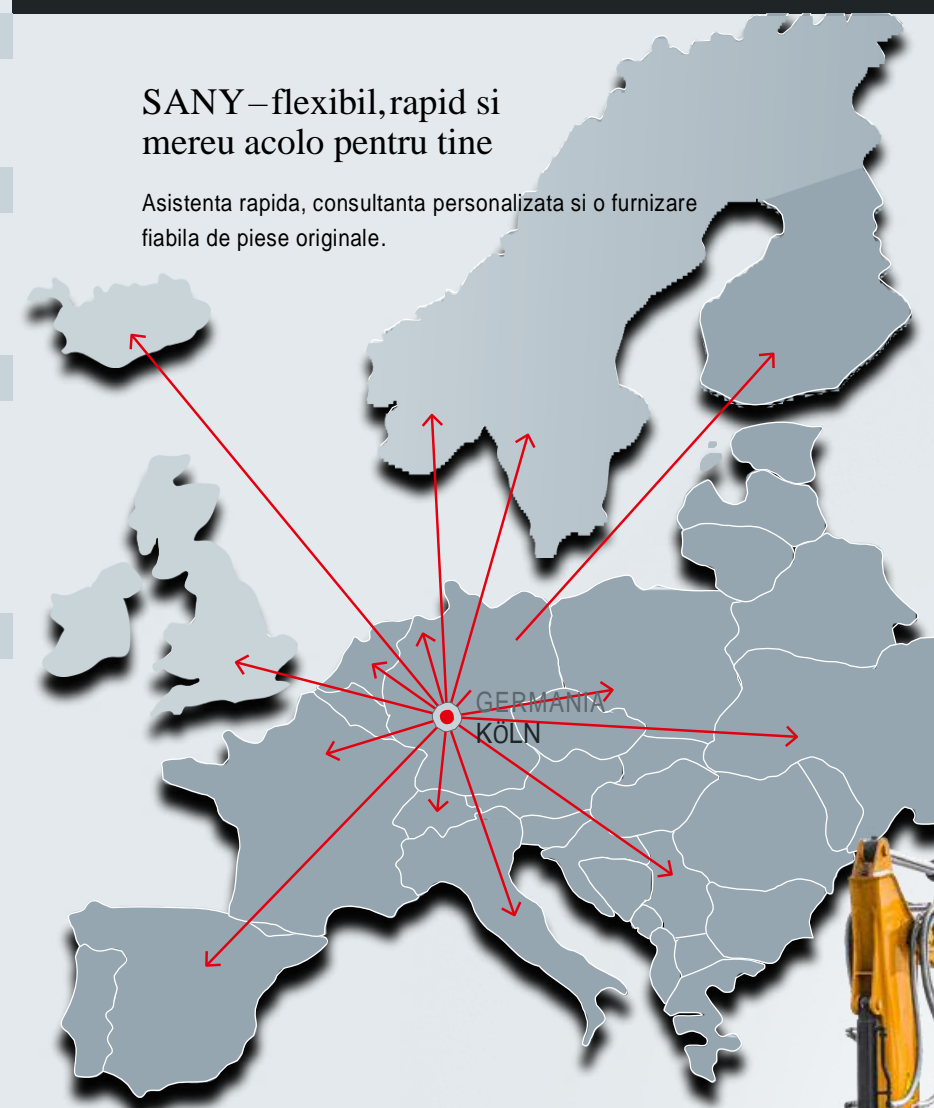 SANY–flexibil,rapid si
mereu acolo pentru tine
Asistenta rapida, consultanta personalizata si o furnizare
fiabila de piese originale.
GERMANIA
KÖLN